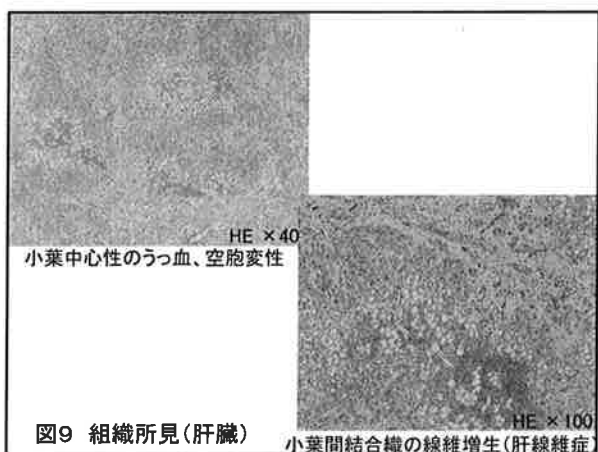 HE ×40
小葉中心性のうっ血、空胞変性
HE ×100
小葉間結合織の線維増生(肝線維症)
図9 組織所見(肝臓)